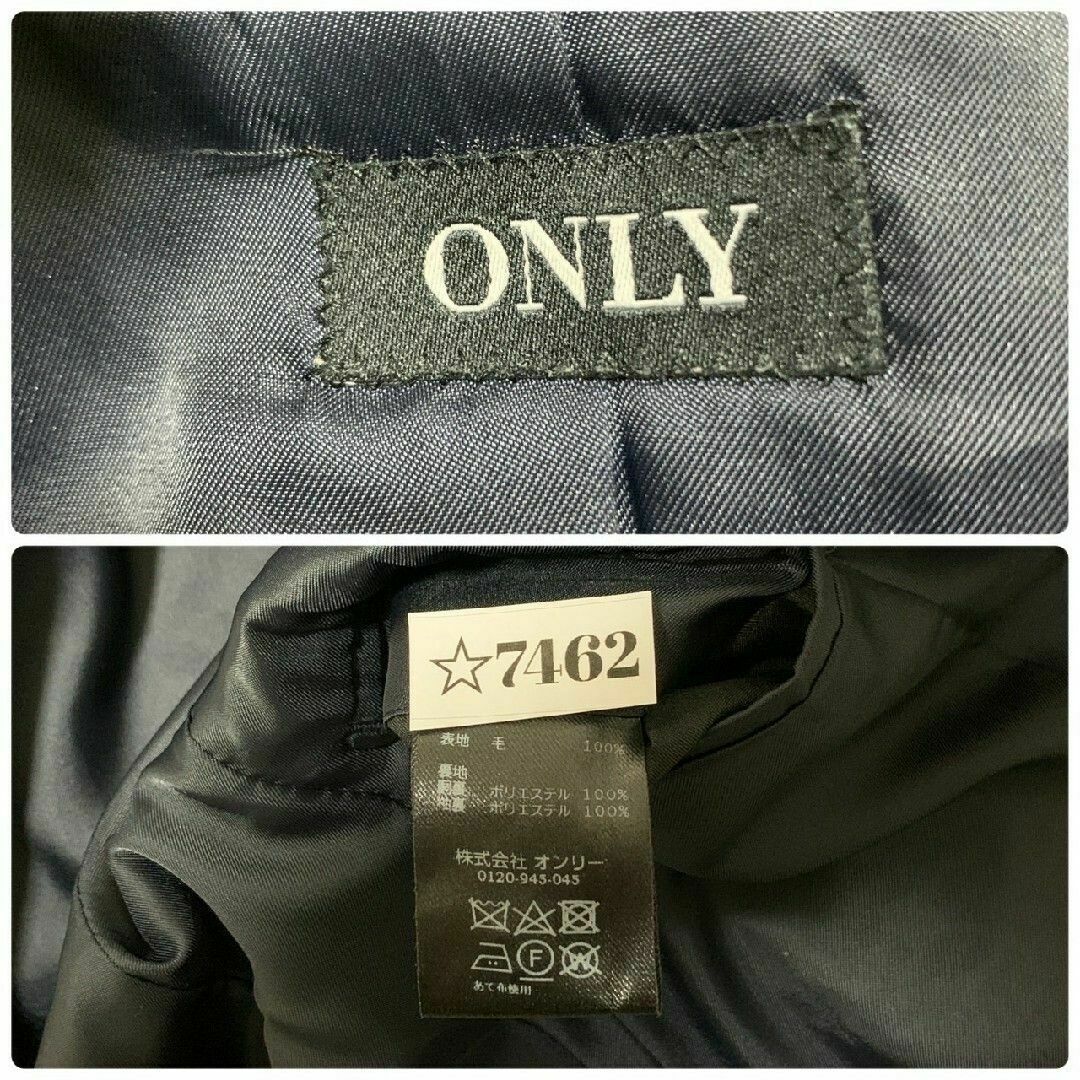 ONLY
☆7462
表地 毛 100%
裏地
胴裏 ポリエステル 100%
袖裏 ポリエステル 100%
株式会社 オンリー
0120-945-045
F
W
あて布使用